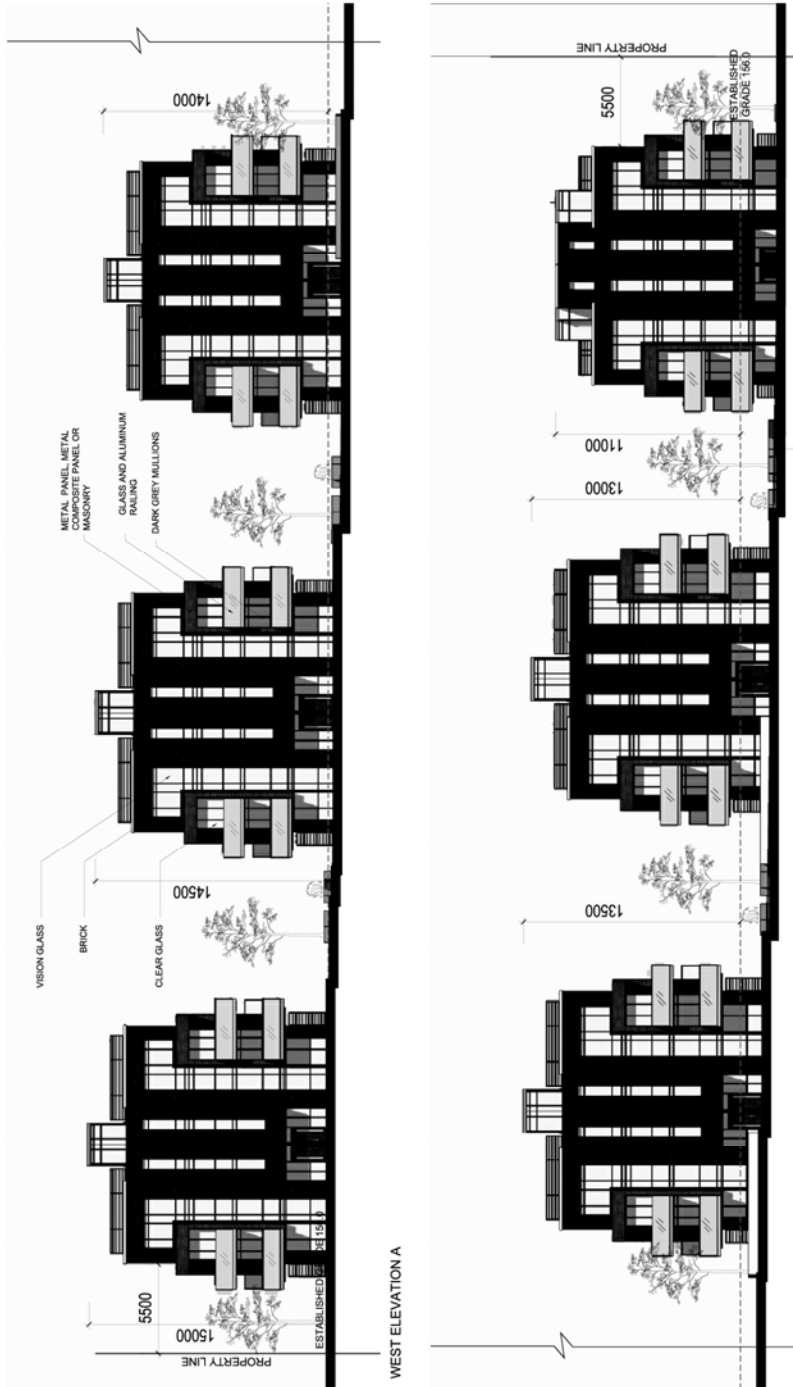 PROPERTY LINE
15000
5500
ESTABLISHED
VISION GLASS
BRICK
CLEAR GLASS
14500
METAL PANEL, METAL
COMPOSITE PANEL OR
MASONRY
GLASS AND ALUMINUM
RAILING
DARK GREY MULLIONS
14000
WEST ELEVATION A
13500
13000
11000
5500
PROPERTY LINE
ESTABLISHED
GRADE 156.0